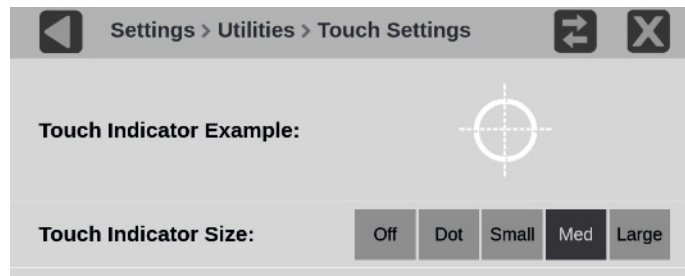 Settings > Utilities > Touch Settings
Touch Indicator Example:
Touch Indicator Size: Off Dot Small Med Large